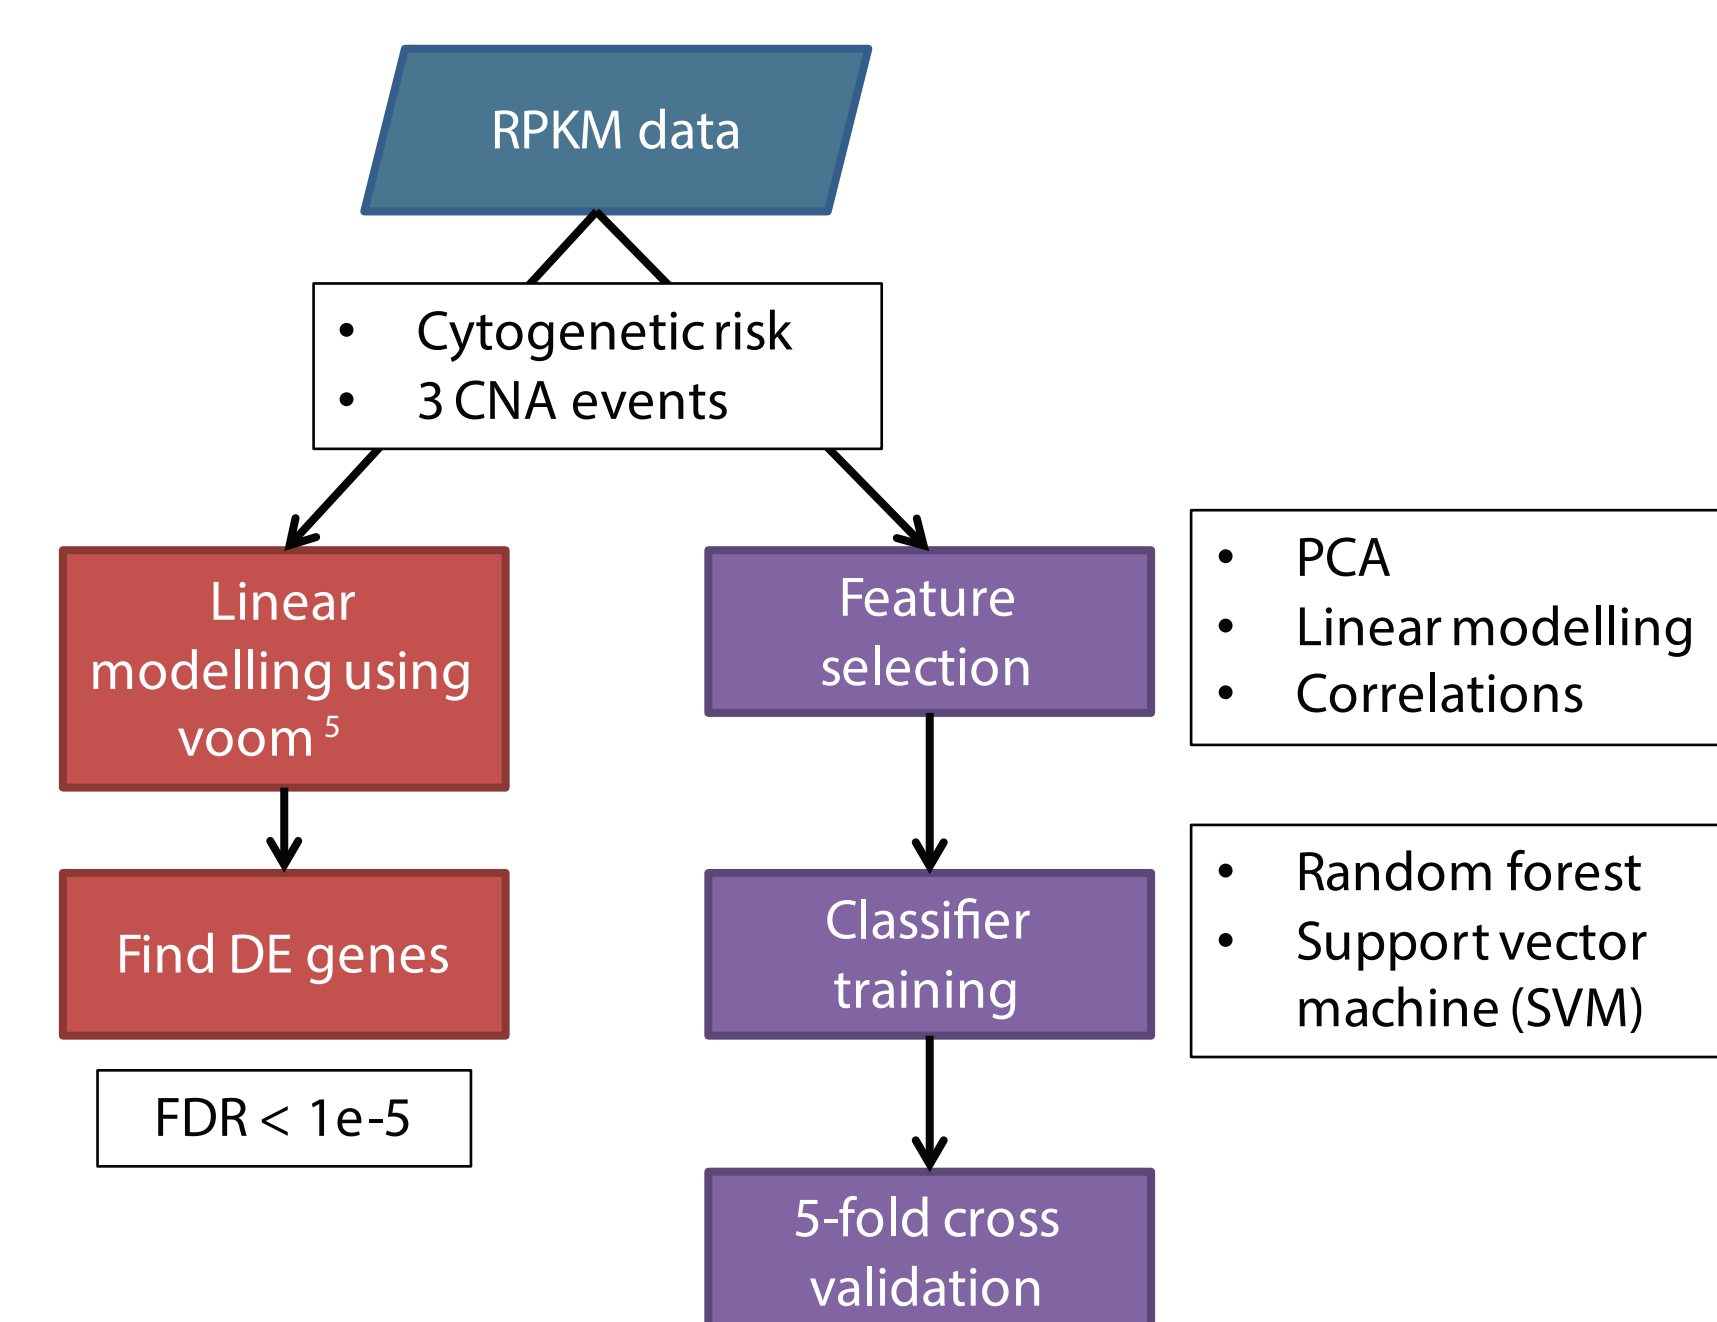 RPKM data
• Cytogenetic risk
• 3 CNA events
Linear
modelling using
voom 5
Find DE genes
FDR < 1e-5
Feature
selection
• PCA
• Linear modelling
• Correlations
Classifier
training
• Random forest
• Support vector
machine (SVM)
5-fold cross
validation